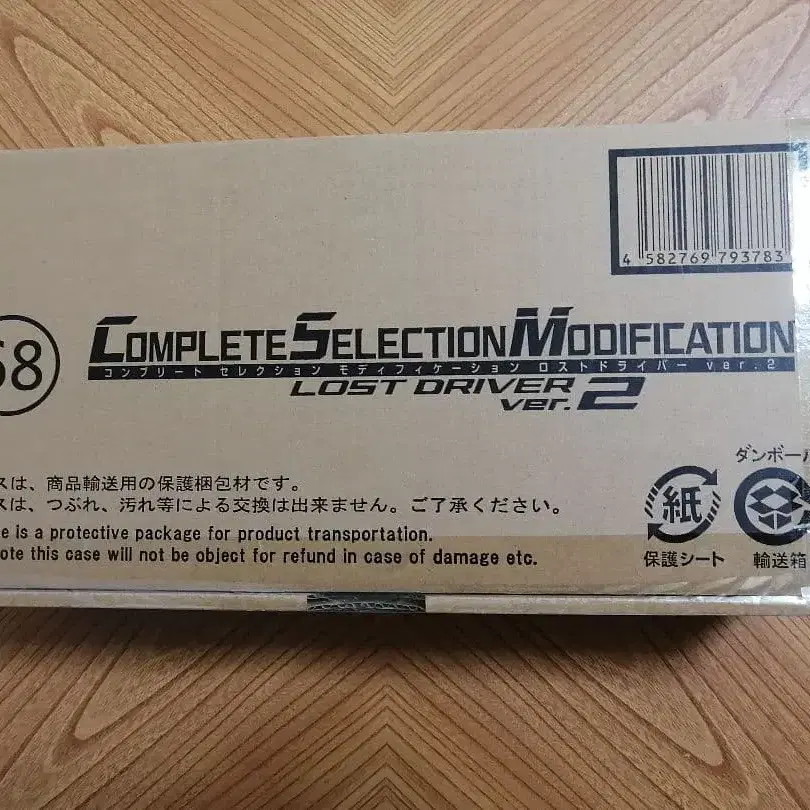 4 582769 793783
68
COMPLETE SELECTION MODIFICATION
コンプリート セレクション モディフィケーション ロストドライバー ver.2
LOST DRIVER
ver.2
ダンボール
スは、商品輸送用の保護梱包材です。
スは、つぶれ、汚れ等による交換は出来ません。ご了承ください。
e is a protective package for product transportation.
ote this case will not be object for refund in case of damage etc.
紙
保護シート
輸送箱